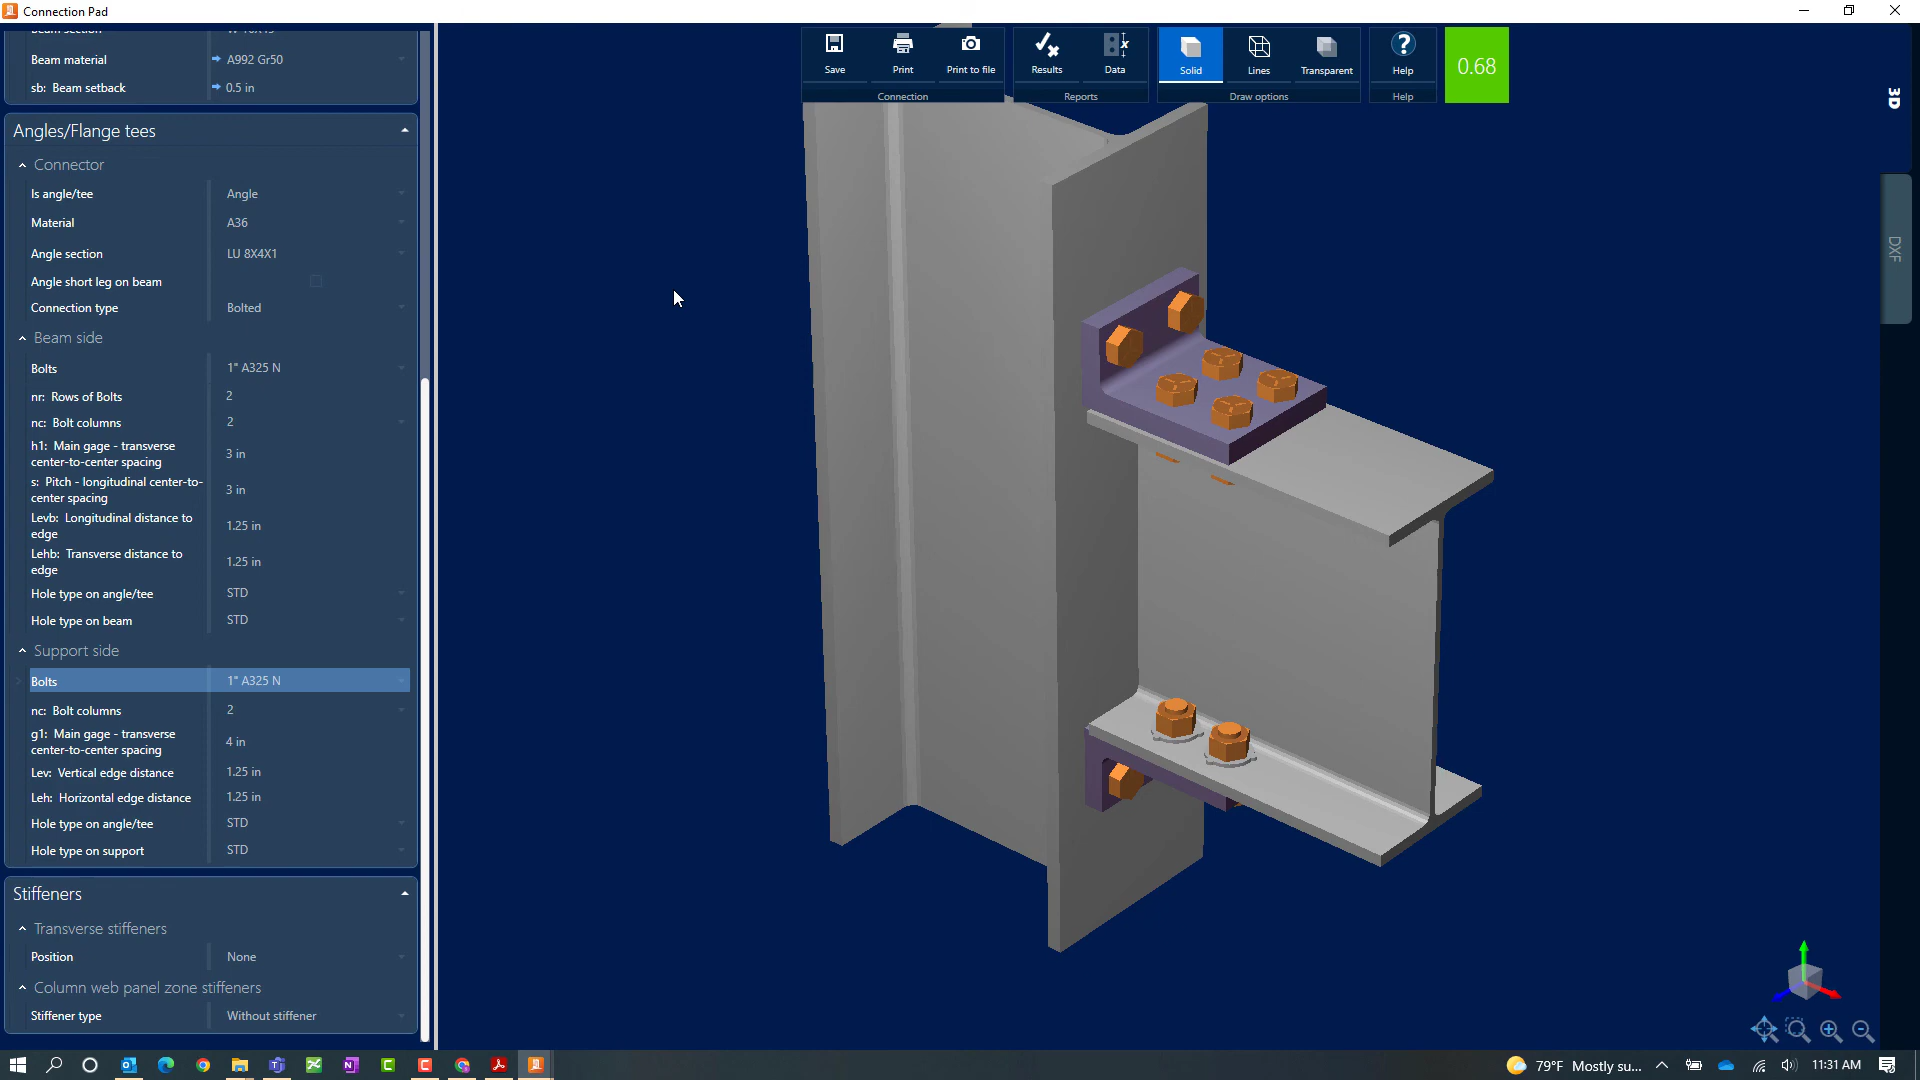 Connection Pad
Save
Print
Print to file
Connection
Results
Data
Reports
Solid
Lines
Transparent
Draw options
Help
Help
0.68
3D
DXF
Beam section W 16X45
Beam material A992 Gr50
sb: Beam setback 0.5 in
Angles/Flange tees
Connector
Is angle/tee Angle
Material A36
Angle section LU 8X4X1
Angle short leg on beam
Connection type Bolted
Beam side
Bolts 1" A325 N
nr: Rows of Bolts 2
nc: Bolt columns 2
h1: Main gage - transverse
center-to-center spacing 3 in
s: Pitch - longitudinal center-to-
center spacing 3 in
Levb: Longitudinal distance to
edge 1.25 in
Lehb: Transverse distance to
edge 1.25 in
Hole type on angle/tee STD
Hole type on beam STD
Support side
Bolts 1" A325 N
nc: Bolt columns 2
g1: Main gage - transverse
center-to-center spacing 4 in
Lev: Vertical edge distance 1.25 in
Leh: Horizontal edge distance 1.25 in
Hole type on angle/tee STD
Hole type on support STD
Stiffeners
Transverse stiffeners
Position None
Column web panel zone stiffeners
Stiffener type Without stiffener
79°F Mostly su...
11:31 AM